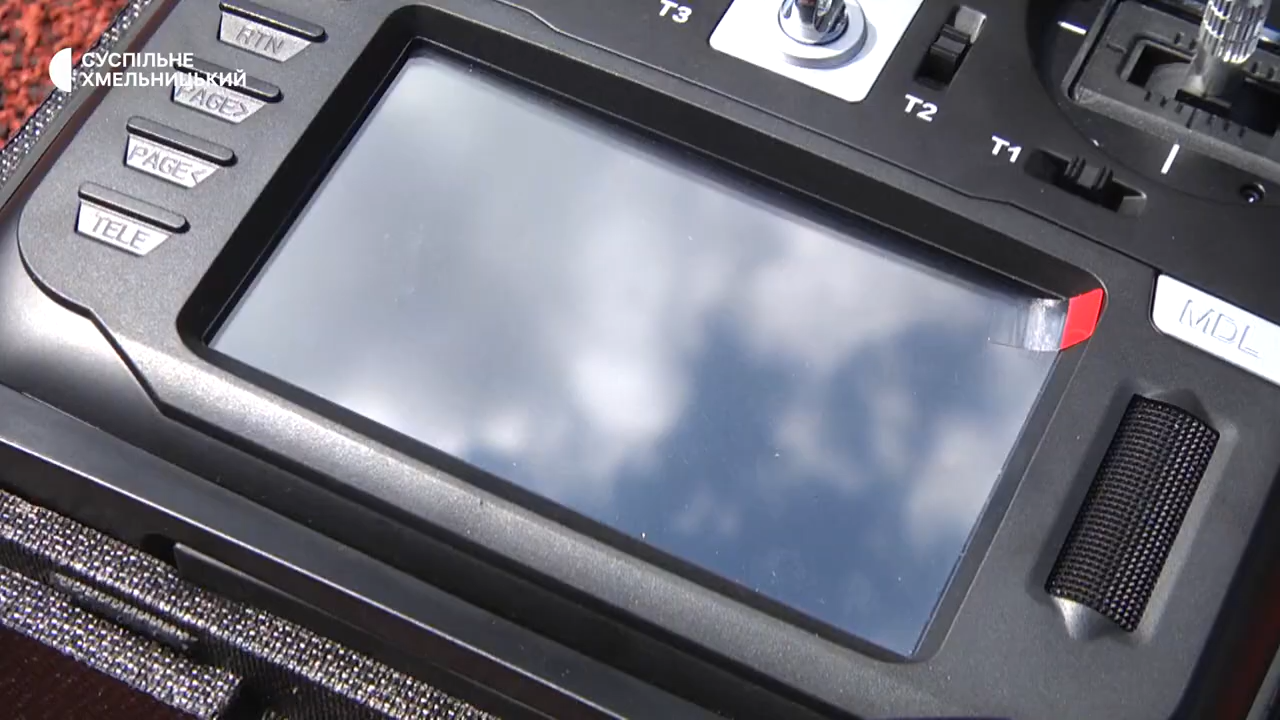 СУСПІЛЬНЕ
ХМЕЛЬНИЦЬКИЙ
RTN
PAGE>
PAGE<
TELE
T3
T2
T1
MDL